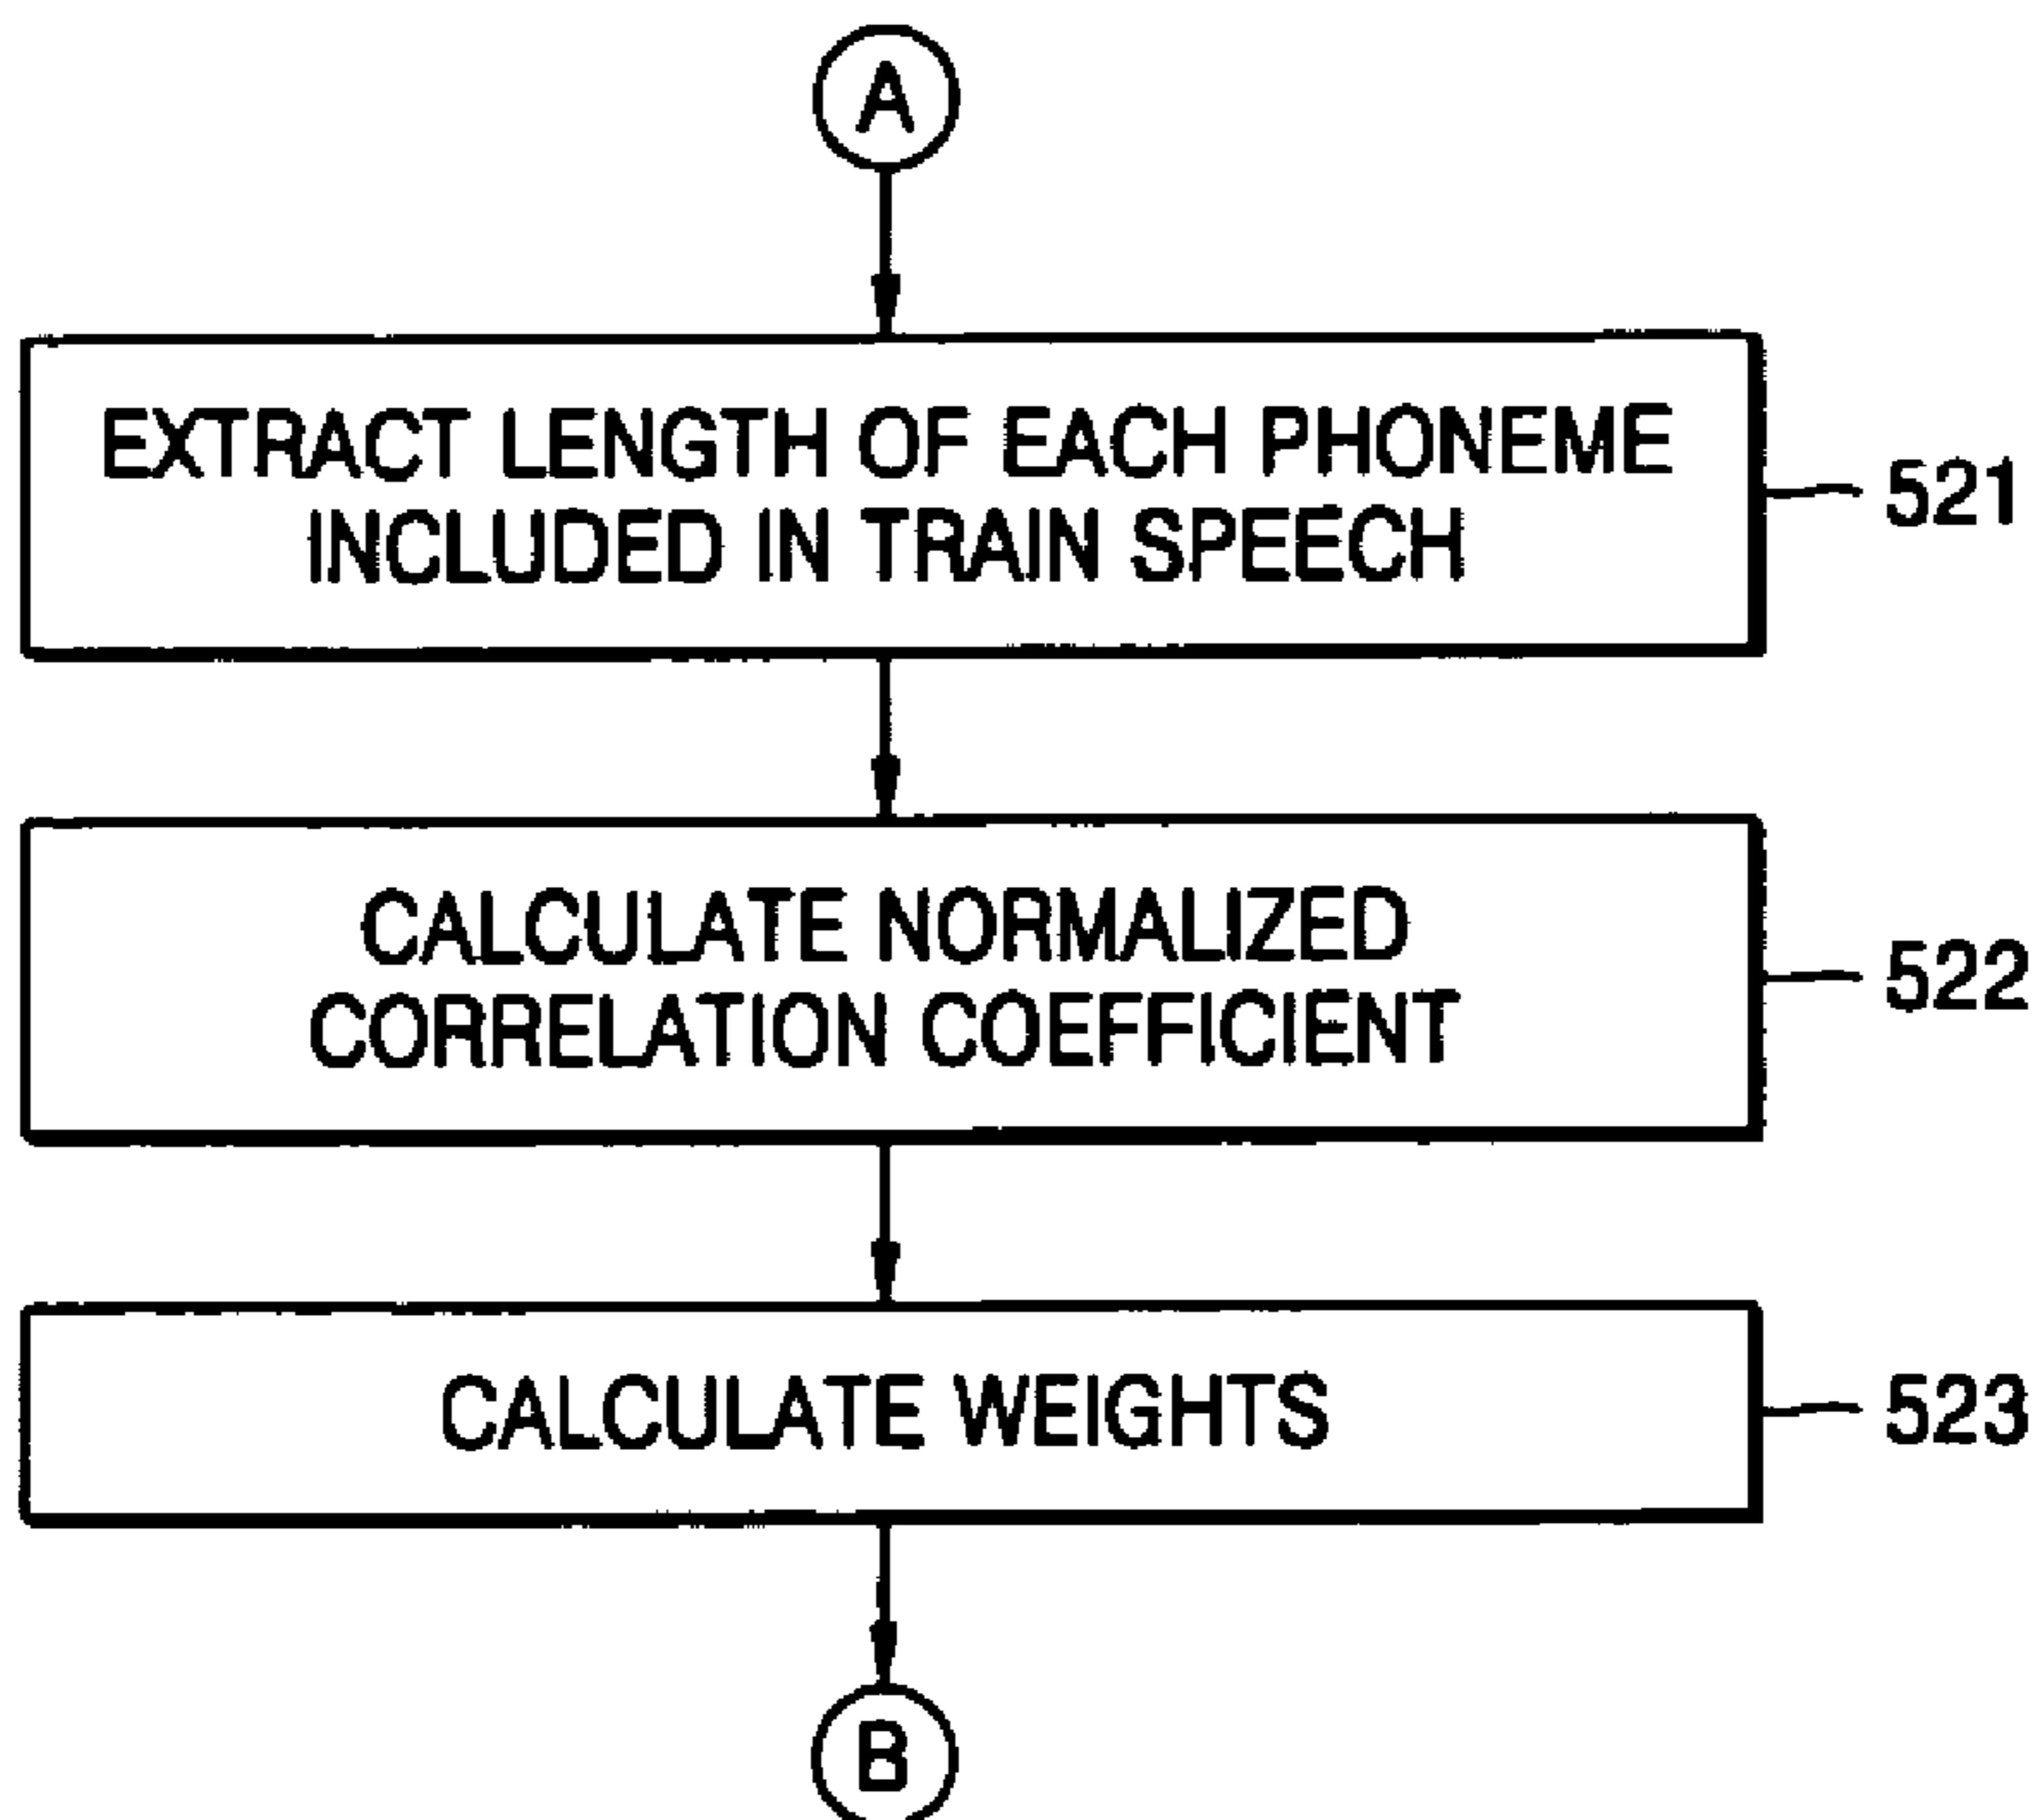 A
EXTRACT LENGTH OF EACH PHONEME
INCLUDED IN TRAIN SPEECH
521
CALCULATE NORMALIZED
CORRELATION COEFFICIENT
522
CALCULATE WEIGHTS
523
B